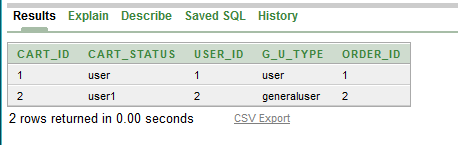 Results Explain Describe Saved SQL History
CART_ID CART_STATUS USER_ID G_U_TYPE ORDER_ID
1 user 1 user 1
2 user1 2 generaluser 2
2 rows returned in 0.00 seconds CSV Export